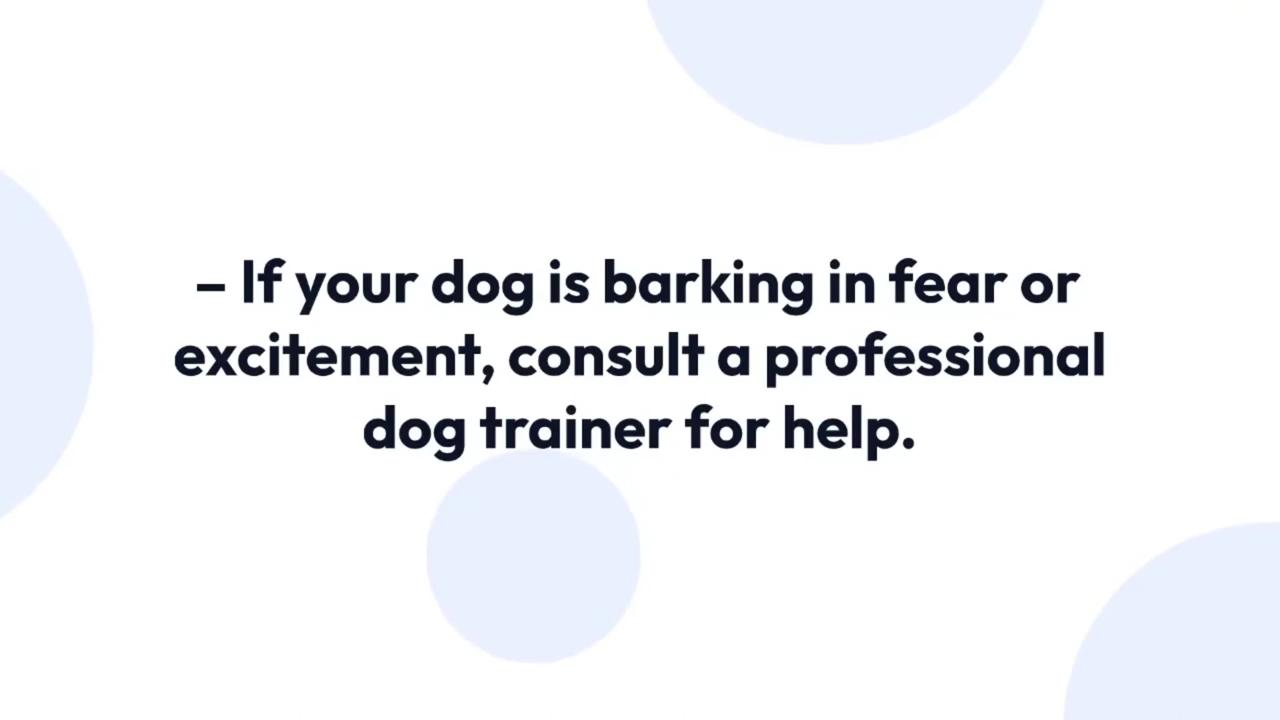 – If your dog is barking in fear or
excitement, consult a professional
dog trainer for help.